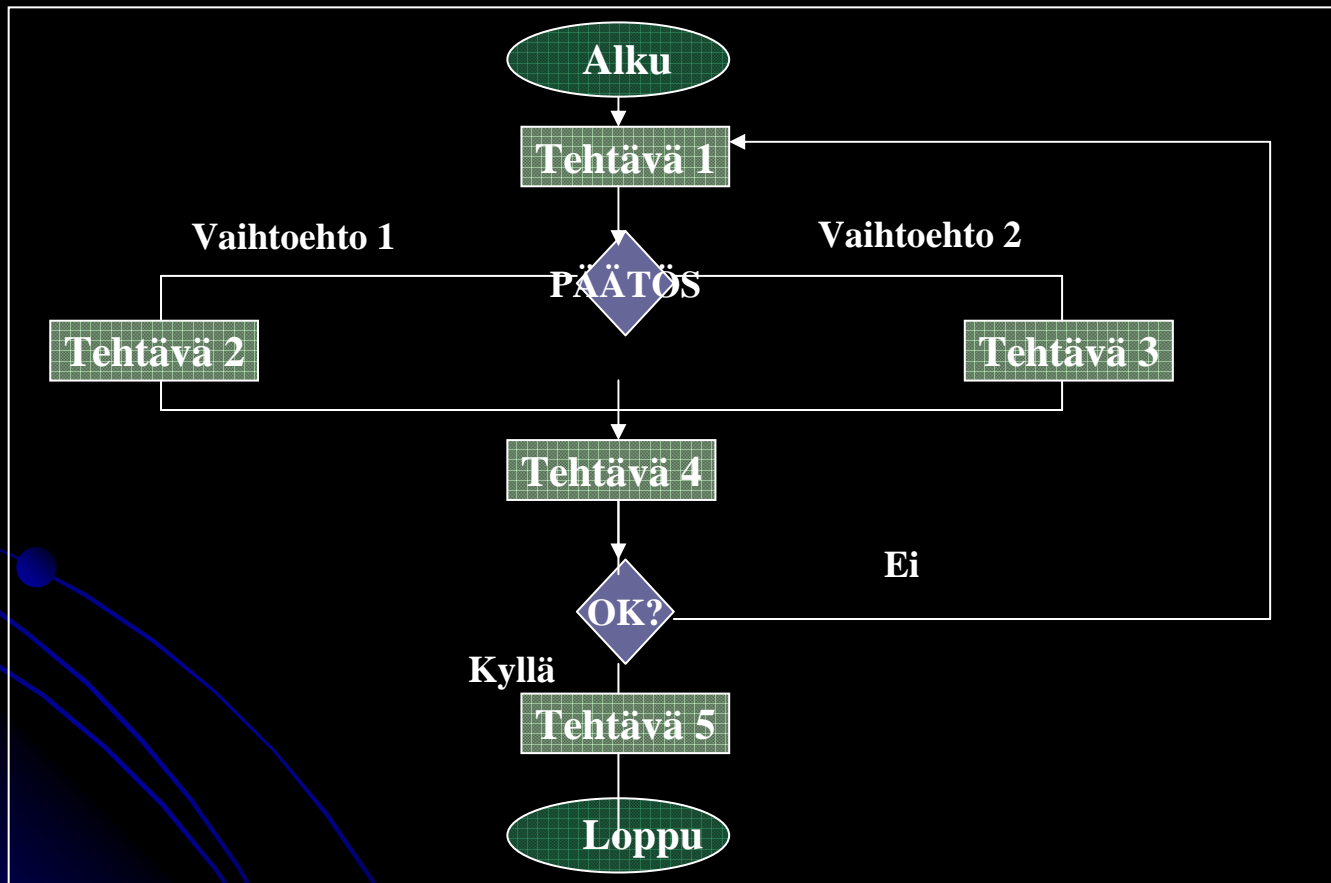 Alku
Tehtävä 1
Vaihtoehto 1
Vaihtoehto 2
PÄÄTÖS
Tehtävä 2
Tehtävä 3
Tehtävä 4
Ei
OK?
Kyllä
Tehtävä 5
Loppu